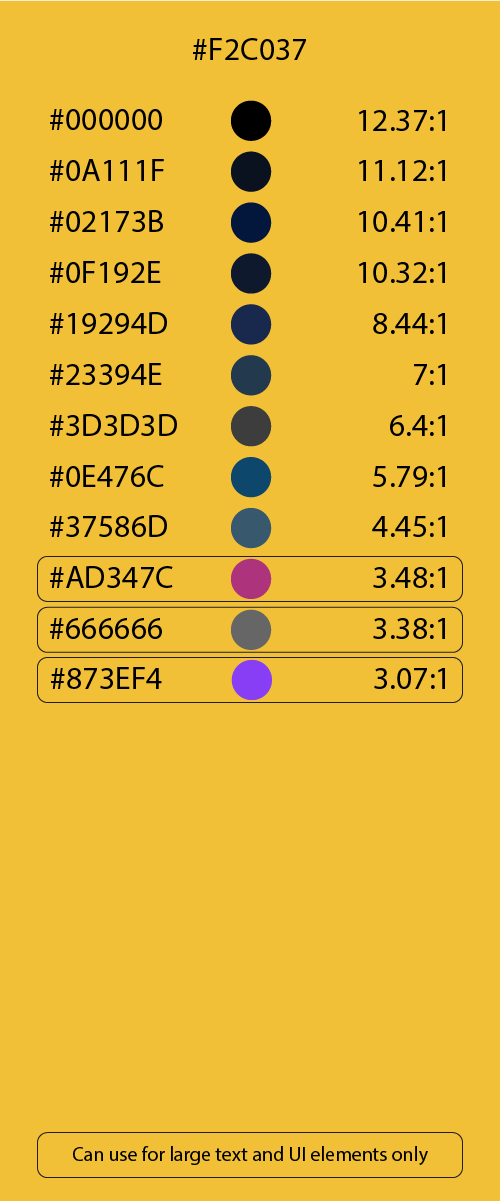 #F2C037
#000000 12.37:1
#0A111F 11.12:1
#02173B 10.41:1
#0F192E 10.32:1
#19294D 8.44:1
#23394E 7:1
#3D3D3D 6.4:1
#0E476C 5.79:1
#37586D 4.45:1
#AD347C 3.48:1
#666666 3.38:1
#873EF4 3.07:1
Can use for large text and UI elements only